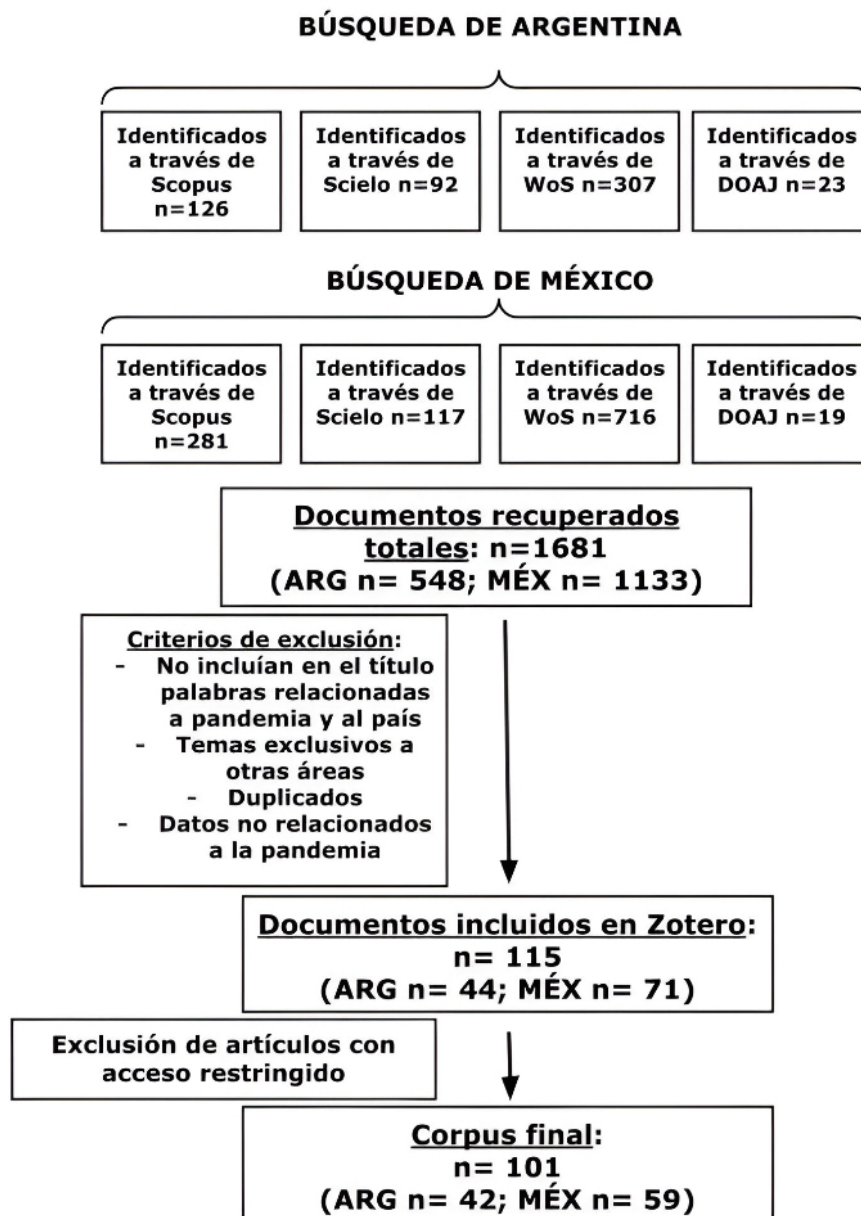 BÚSQUEDA DE ARGENTINA
Identificados
a través de
Scopus
n=126
Identificados
a través de
Scielo n=92
Identificados
a través de
WoS n=307
Identificados
a través de
DOAJ n=23
BÚSQUEDA DE MÉXICO
Identificados
a través de
Scopus
n=281
Identificados
a través de
Scielo n=117
Identificados
a través de
WoS n=716
Identificados
a través de
DOAJ n=19
Documentos recuperados
totales: n=1681
(ARG n= 548; MÉX n= 1133)
Criterios de exclusión:
- No incluían en el título
palabras relacionadas
a pandemia y al país
- Temas exclusivos a
otras áreas
- Duplicados
- Datos no relacionados
a la pandemia
Documentos incluidos en Zotero:
n= 115
(ARG n= 44; MÉX n= 71)
Exclusión de artículos con
acceso restringido
Corpus final:
n= 101
(ARG n= 42; MÉX n= 59)